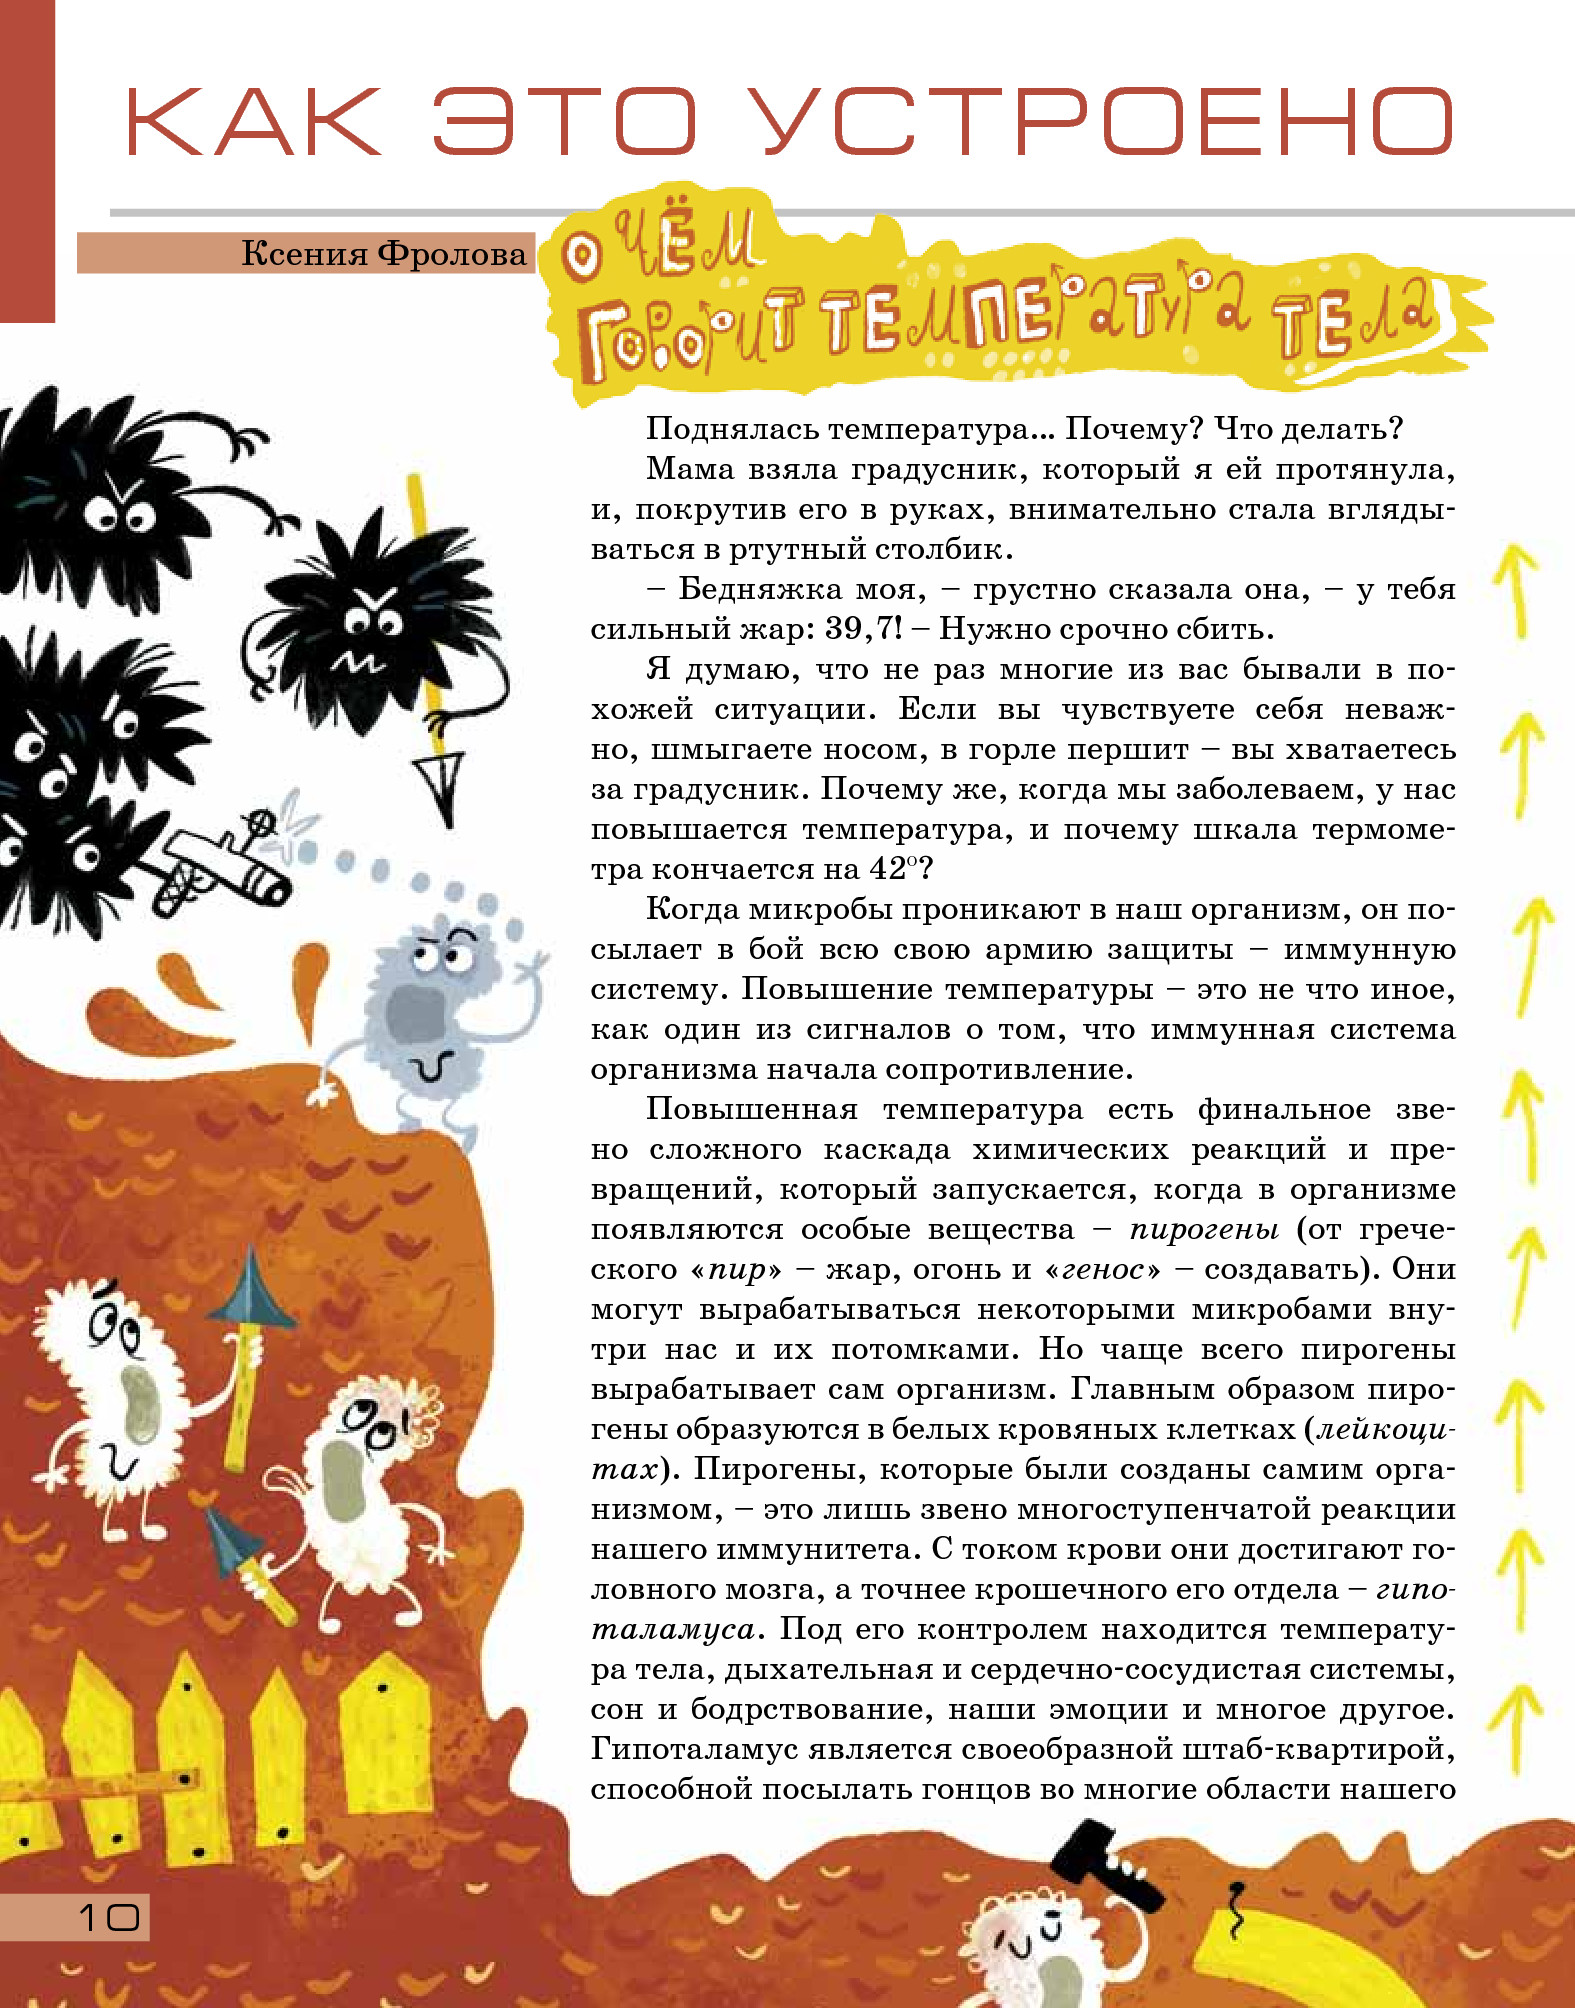 КАК ЭТО УСТРОЕНО
Ксения Фролова
О ЧЁМ
ГОВОРИТ ТЕМПЕРАТУРА ТЕЛА
Поднялась температура... Почему? Что делать?
Мама взяла градусник, который я ей протянула,
и, покрутив его в руках, внимательно стала вгляды-
ваться в ртутный столбик.
– Бедняжка моя, – грустно сказала она, – у тебя
сильный жар: 39,7! – Нужно срочно сбить.
Я думаю, что не раз многие из вас бывали в по-
хожей ситуации. Если вы чувствуете себя неваж-
но, шмыгаете носом, в горле першит – вы хватаетесь
за градусник. Почему же, когда мы заболеваем, у нас
повышается температура, и почему шкала термоме-
тра кончается на 42°?
Когда микробы проникают в наш организм, он по-
сылает в бой всю свою армию защиты – иммунную
систему. Повышение температуры – это не что иное,
как один из сигналов о том, что иммунная система
организма начала сопротивление.
Повышенная температура есть финальное зве-
но сложного каскада химических реакций и пре-
вращений, который запускается, когда в организме
появляются особые вещества – пирогены (от грече-
ского «пир» – жар, огонь и «генос» – создавать). Они
могут вырабатываться некоторыми микробами вну-
три нас и их потомками. Но чаще всего пирогены
вырабатывает сам организм. Главным образом пиро-
гены образуются в белых кровяных клетках (лейкоци-
тах). Пирогены, которые были созданы самим орга-
низмом, – это лишь звено многоступенчатой реакции
нашего иммунитета. С током крови они достигают го-
ловного мозга, а точнее крошечного его отдела – гипо-
таламуса. Под его контролем находится температу-
ра тела, дыхательная и сердечно-сосудистая системы,
сон и бодрствование, наши эмоции и многое другое.
Гипоталамус является своеобразной штаб-квартирой,
способной посылать гонцов во многие области нашего
10